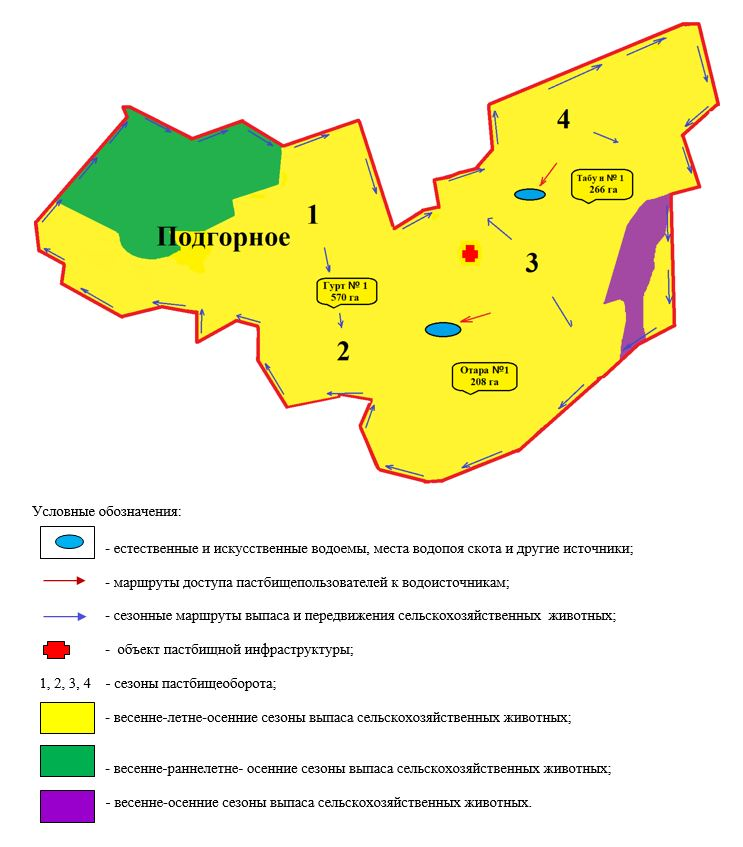 4
Табун № 1
266 га
1
Подгорное
3
Гурт № 1
570 га
2
Отара №1
208 га
Условные обозначения:
- естественные и искусственные водоемы, места водопоя скота и другие источники;
- маршруты доступа пастбищепользователей к водоисточникам;
- сезонные маршруты выпаса и передвижения сельскохозяйственных животных;
- объект пастбищной инфраструктуры;
1, 2, 3, 4 - сезоны пастбищеоборота;
- весенне-летне-осенние сезоны выпаса сельскохозяйственных животных;
- весенне-раннелетне- осенние сезоны выпаса сельскохозяйственных животных;
- весенне-осенние сезоны выпаса сельскохозяйственных животных.